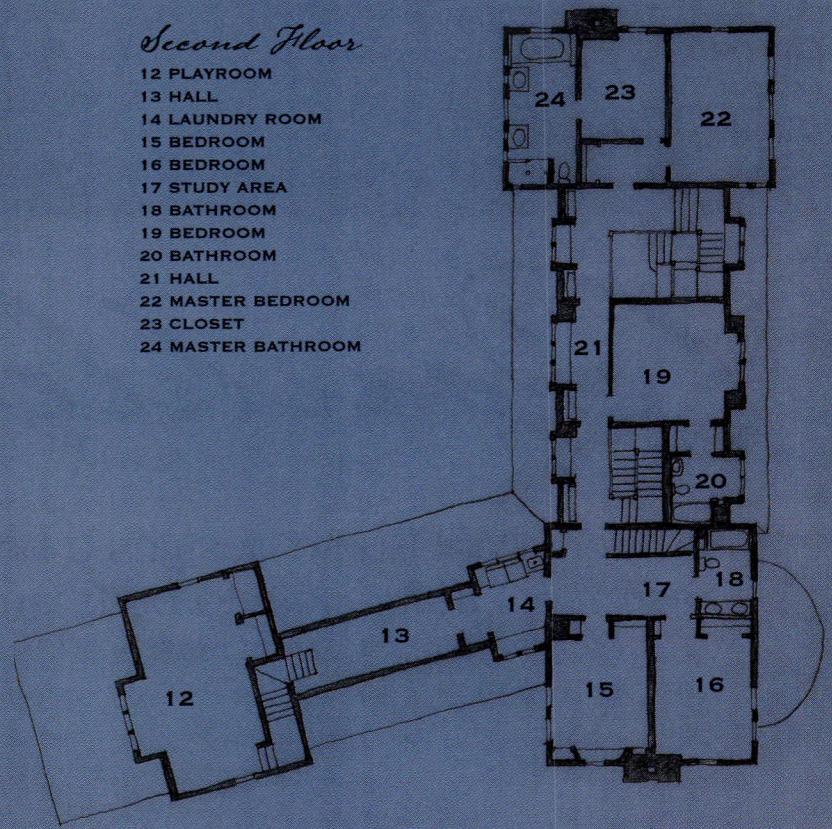 Second Floor
12 PLAYROOM
13 HALL
14 LAUNDRY ROOM
15 BEDROOM
16 BEDROOM
17 STUDY AREA
18 BATHROOM
19 BEDROOM
20 BATHROOM
21 HALL
22 MASTER BEDROOM
23 CLOSET
24 MASTER BATHROOM
24
23
22
21
19
20
18
17
14
13
12
15
16